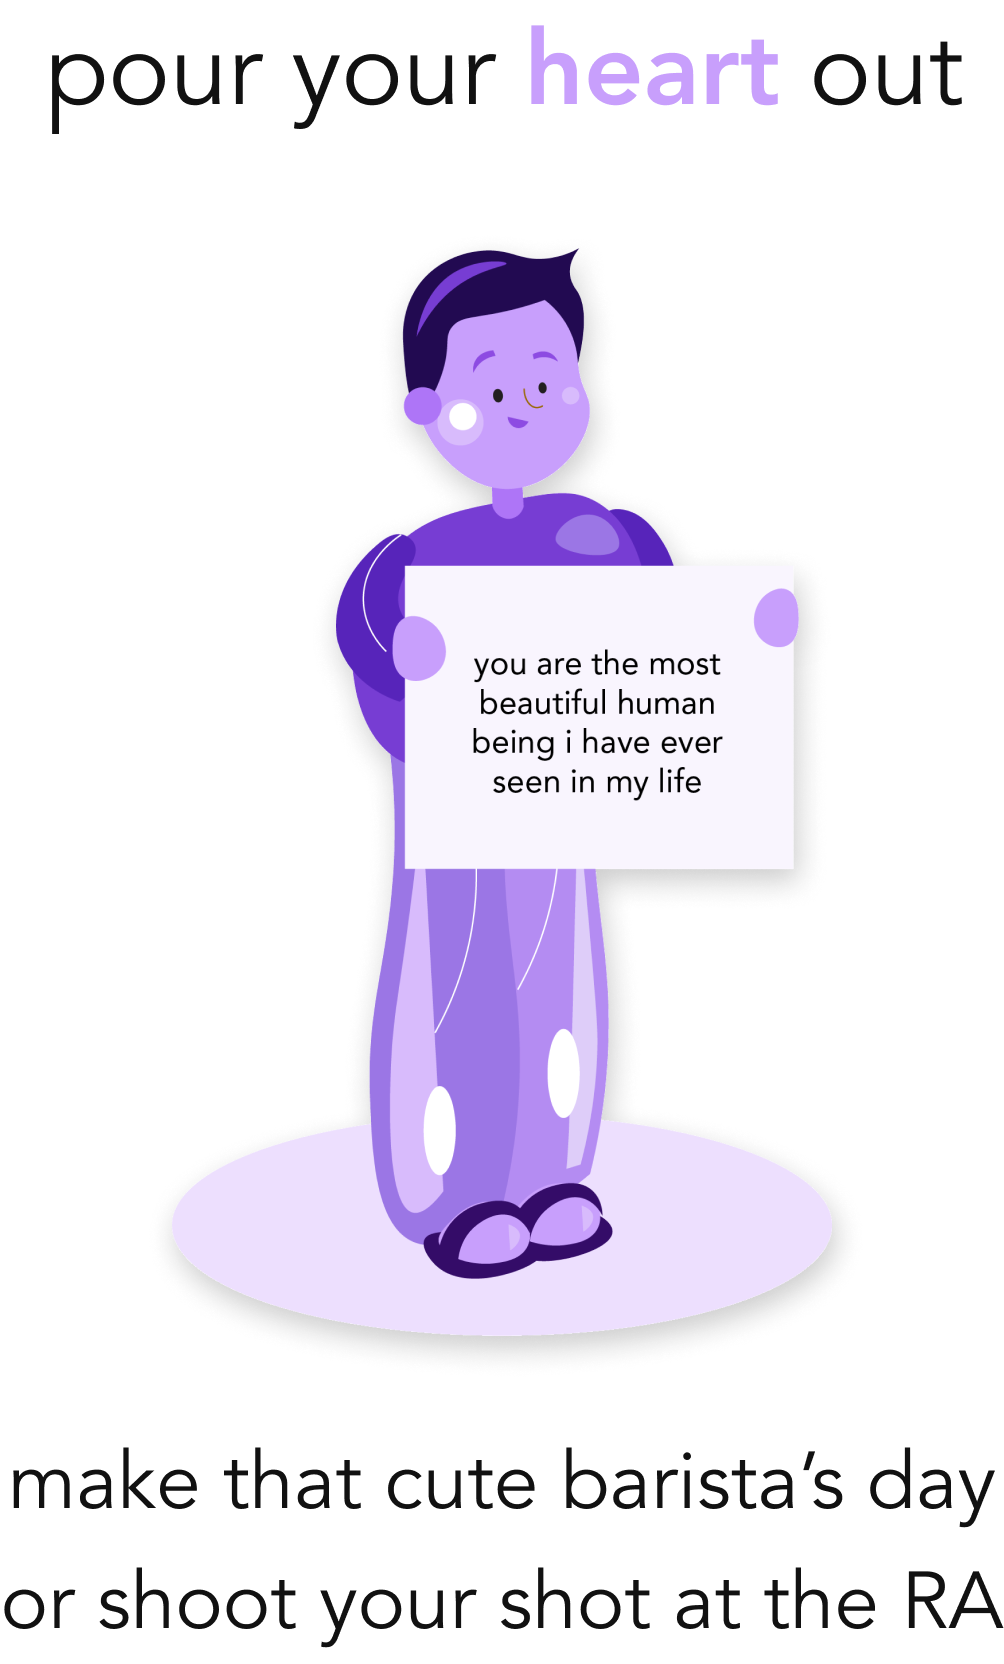 pour your heart out
you are the most
beautiful human
being i have ever
seen in my life
make that cute barista’s day
or shoot your shot at the RA